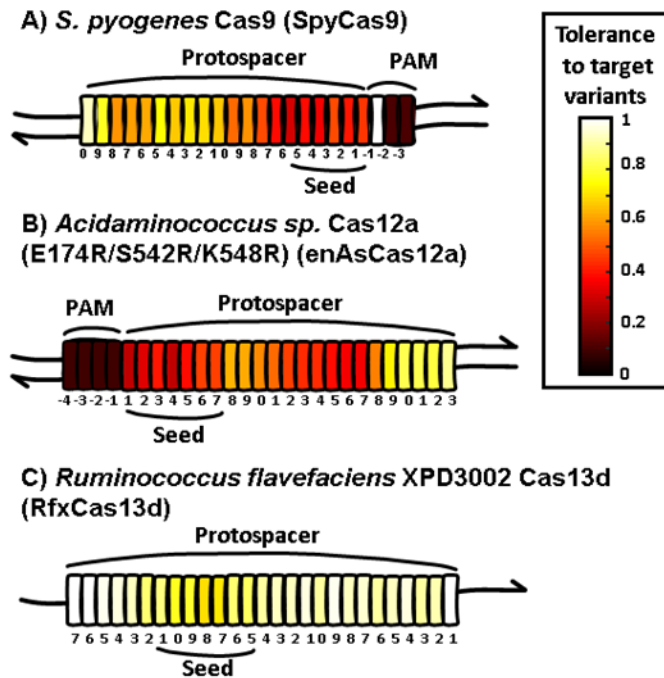 A) S. pyogenes Cas9 (SpyCas9)
Protospacer
PAM
0 9 8 7 6 5 4 3 2 10 9 8 7 6 5 4 3 2 1 -1 -2 -3
Seed
B) Acidaminococcus sp. Cas12a
(E174R/S542R/K548R) (enAsCas12a)
PAM
Protospacer
-4 -3 -2 -1 1 2 3 4 5 6 7 8 9 0 1 2 3 4 5 6 7 8 9 0 1 2 3
Seed
C) Ruminococcus flavefaciens XPD3002 Cas13d
(RfxCas13d)
Protospacer
7 6 5 4 3 2 1 0 9 8 7 6 5 4 3 2 10 9 8 7 6 5 4 3 2 1
Seed
Tolerance
to target
variants
1
0.8
0.6
0.4
0.2
0